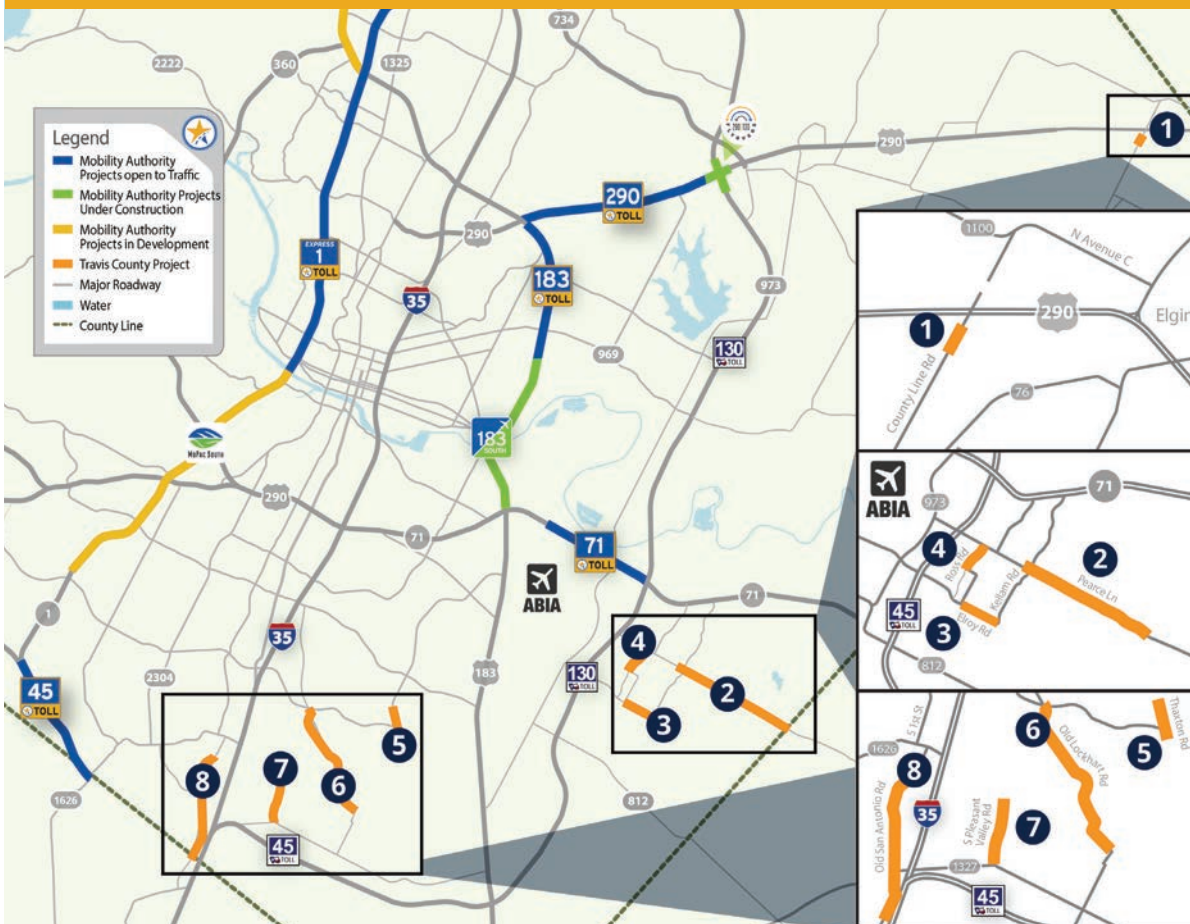 734
2222
360
1325
Legend
Mobility Authority
Projects open to Traffic
Mobility Authority Projects
Under Construction
Mobility Authority
Projects in Development
Travis County Project
Major Roadway
Water
County Line
290
1
290
TOLL
290
EXPRESS
1
TOLL
183
TOLL
35
973
969
130
TOLL
183
SOUTH
MoPac South
290
71
71
TOLL
ABIA
71
1
35
2304
183
130
TOLL
45
TOLL
4
2
3
5
8
7
6
1626
45
TOLL
812
1100
N Avenue C
290
Elgin
1
County Line Rd
76
ABIA
973
71
4
Ross Rd
2
Kellam Rd
Pearce Ln
45
TOLL
3
Elroy Rd
812
S 1st St
6
Thaxton Rd
1626
Old Lockhart Rd
5
8
35
Old San Antonio Rd
S Pleasant
Valley Rd
7
1327
45
TOLL